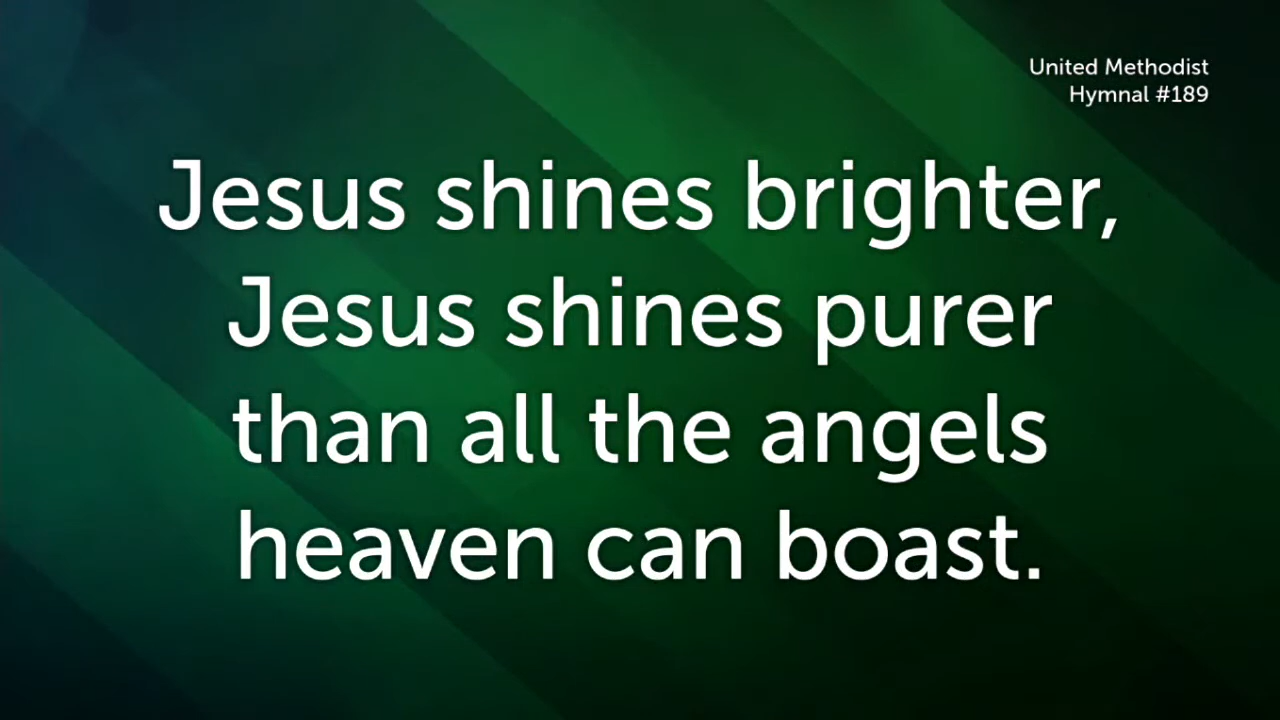 United Methodist
Hymnal #189
Jesus shines brighter,
Jesus shines purer
than all the angels
heaven can boast.